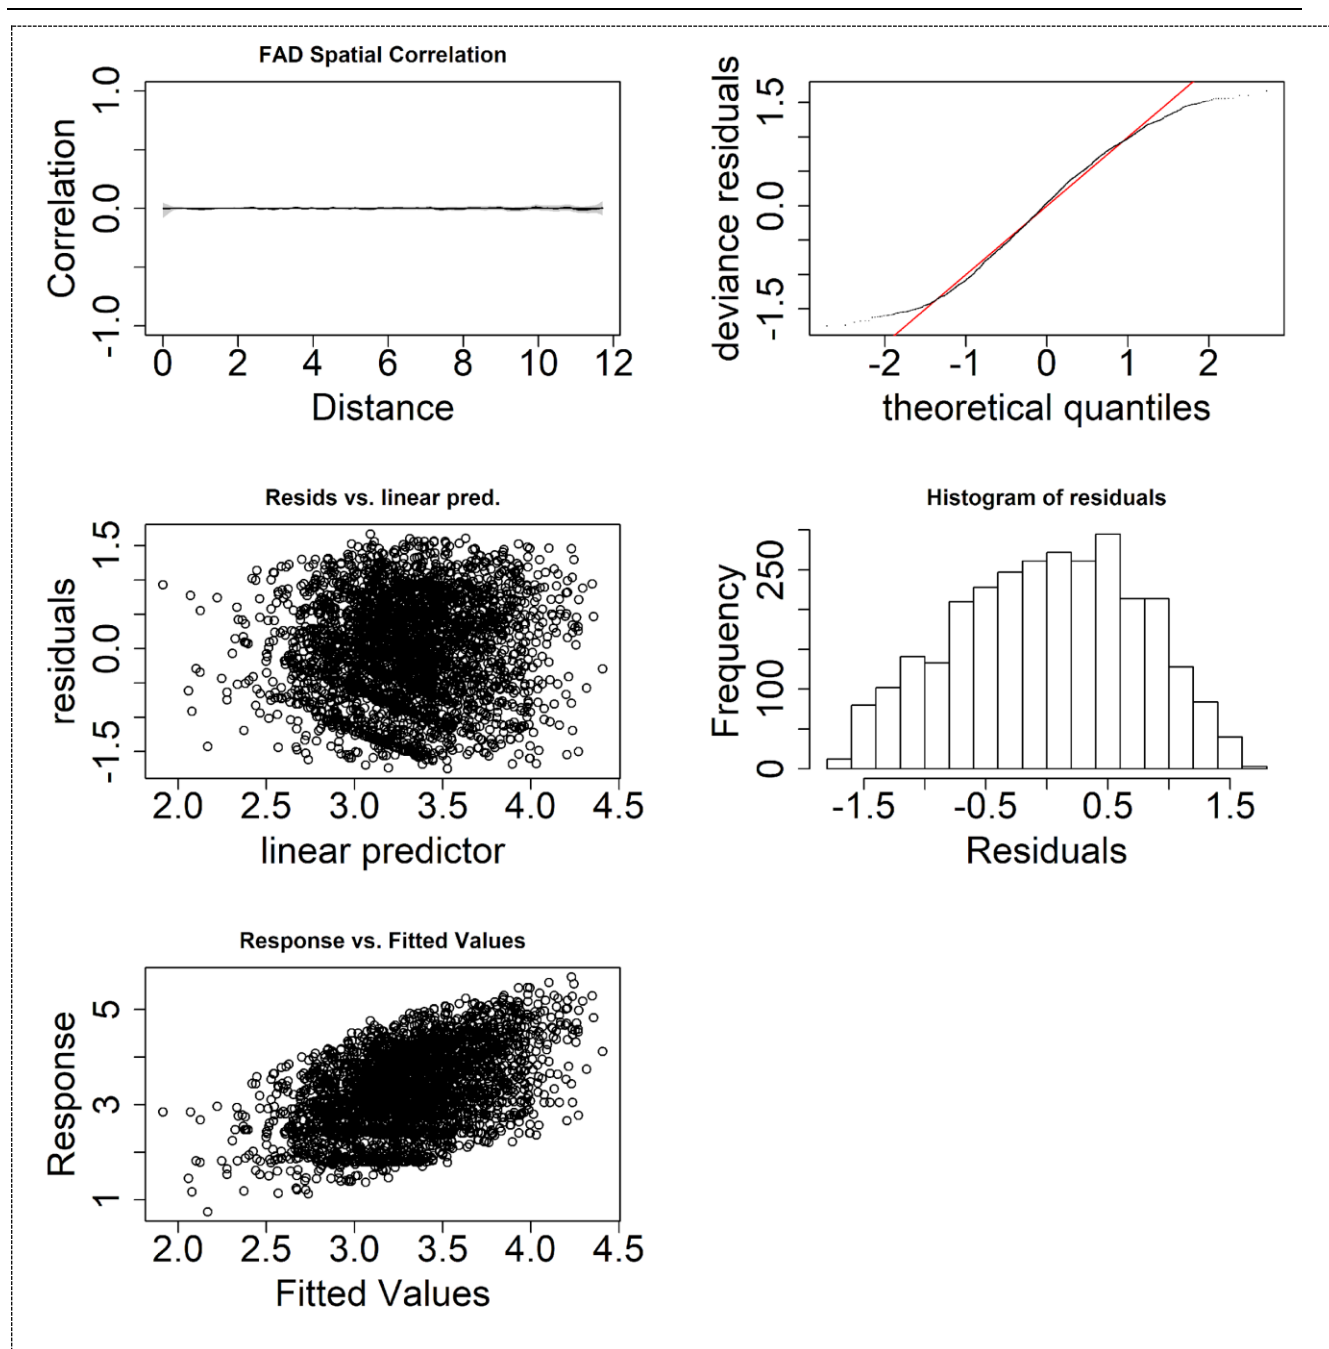 FAD Spatial Correlation
Correlation
1.0
0.0
-1.0
0 2 4 6 8 10 12
Distance
deviance residuals
1.5
0.0
-1.5
-2 -1 0 1 2
theoretical quantiles
Resids vs. linear pred.
residuals
1.5
0.0
-1.5
2.0 2.5 3.0 3.5 4.0 4.5
linear predictor
Histogram of residuals
Frequency
250
100
0
-1.5 -0.5 0.5 1.5
Residuals
Response vs. Fitted Values
Response
5
3
1
2.0 2.5 3.0 3.5 4.0 4.5
Fitted Values